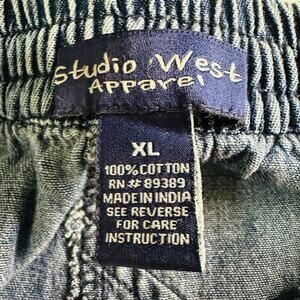 Studio West
Apparel
XL
100% COTTON
RN# 89389
MADE IN INDIA
SEE REVERSE
FOR CARE
INSTRUCTION